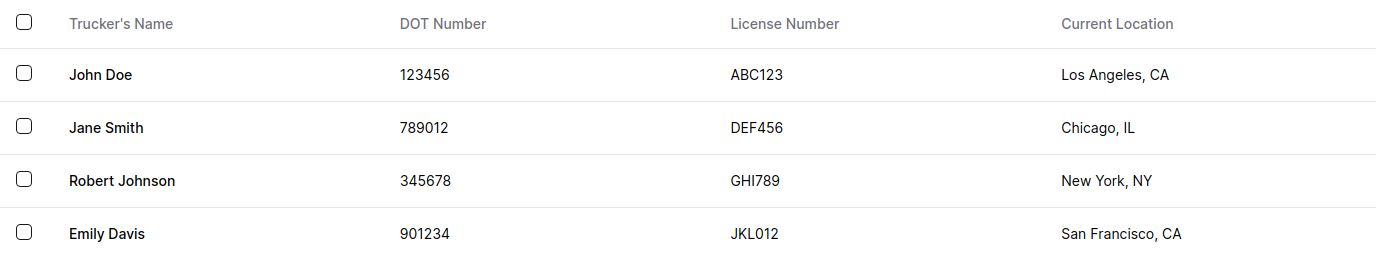 Trucker's Name DOT Number License Number Current Location
John Doe 123456 ABC123 Los Angeles, CA
Jane Smith 789012 DEF456 Chicago, IL
Robert Johnson 345678 GHI789 New York, NY
Emily Davis 901234 JKL012 San Francisco, CA